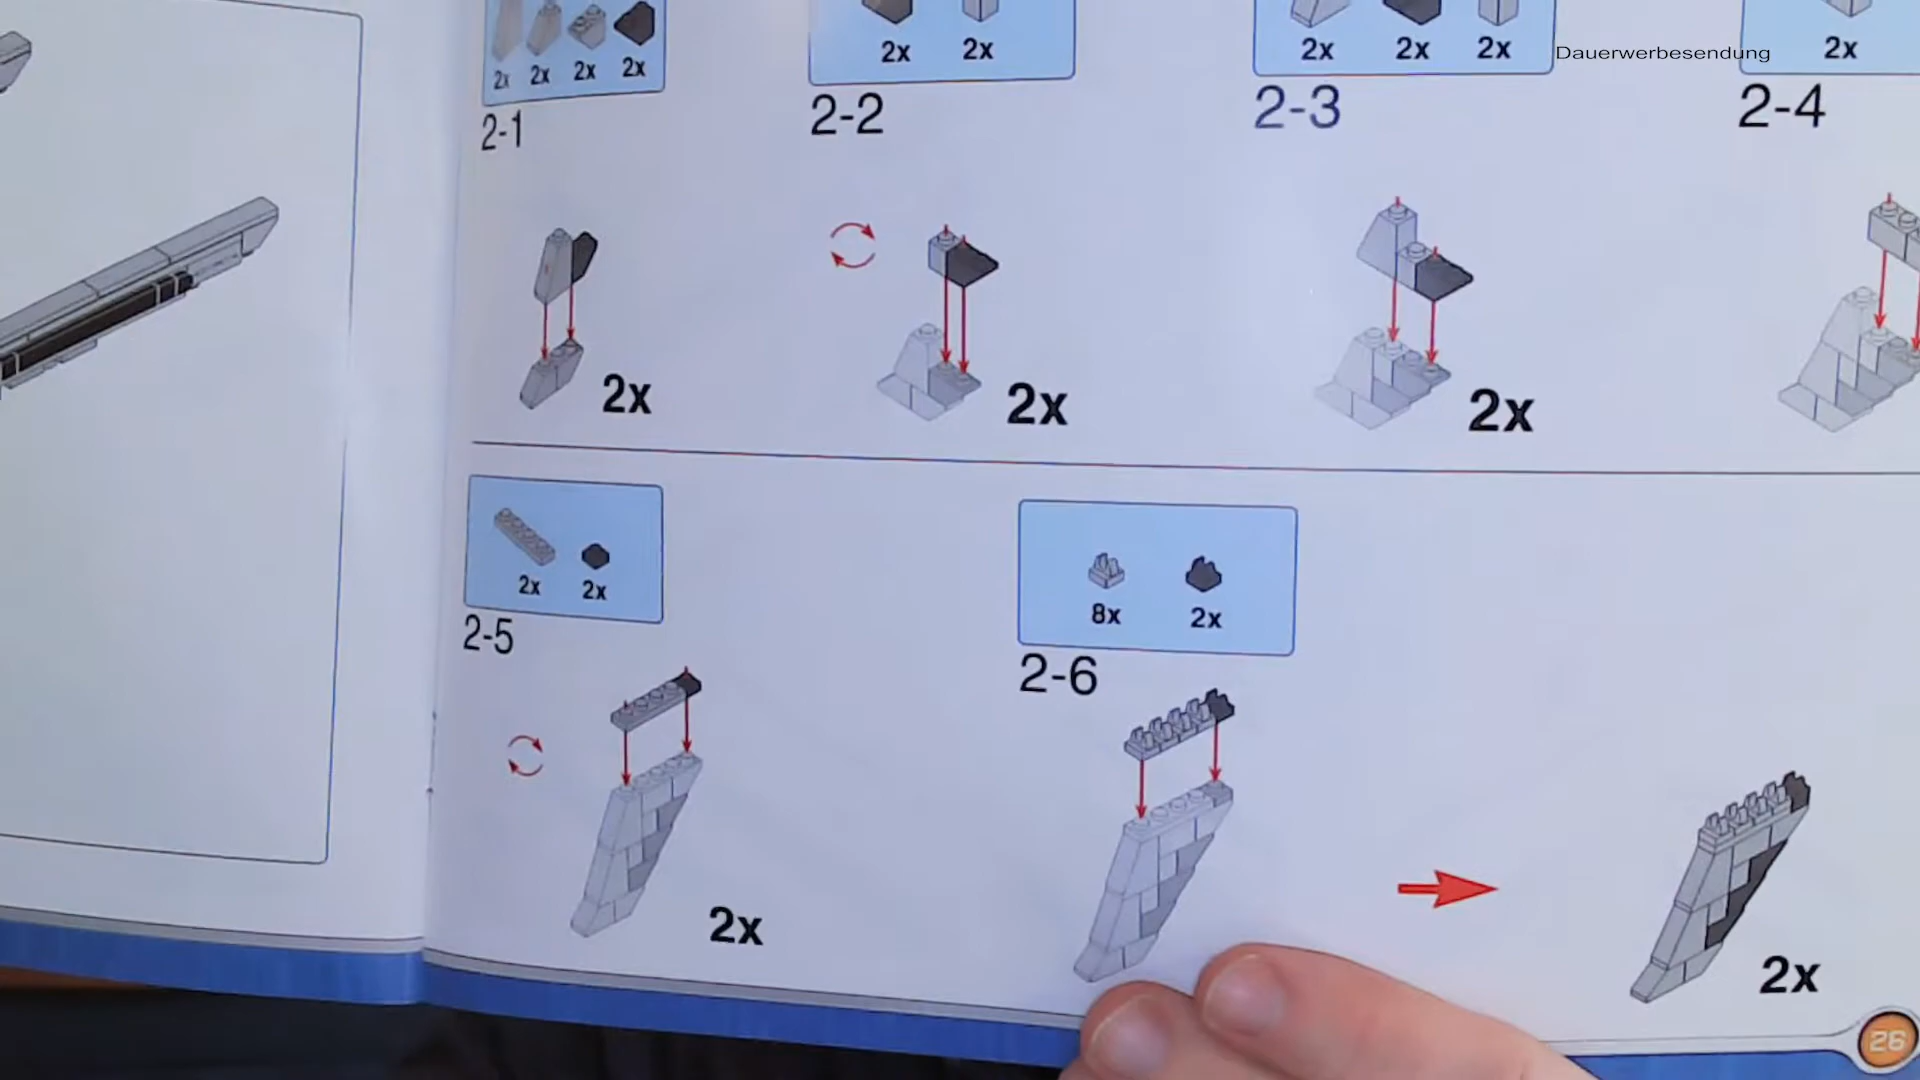 Dauerwerbesendung
2x 2x 2x 2x
2-1
2x 2x
2-2
2x 2x 2x
2-3
2x
2-4
2x
2x
2x
2x 2x
2-5
8x 2x
2-6
2x
2x
26